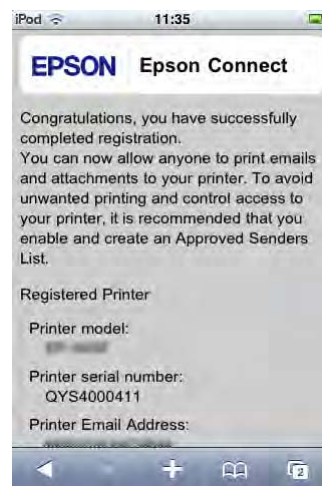 iPod 11:35
EPSON Epson Connect
Congratulations, you have successfully
completed registration.
You can now allow anyone to print emails
and attachments to your printer. To avoid
unwanted printing and control access to
your printer, it is recommended that you
enable and create an Approved Senders
List.
Registered Printer
Printer model:
Printer serial number:
QYS4000411
Printer Email Address:
2